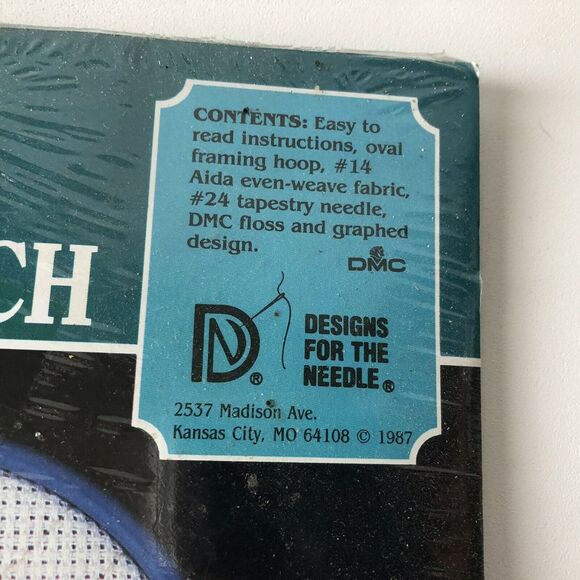 CONTENTS: Easy to
read instructions, oval
framing hoop, #14
Aida even-weave fabric,
#24 tapestry needle,
DMC floss and graphed
design.
DMC
CH
DN®
DESIGNS
FOR THE
NEEDLE®
2537 Madison Ave.
Kansas City, MO 64108 © 1987